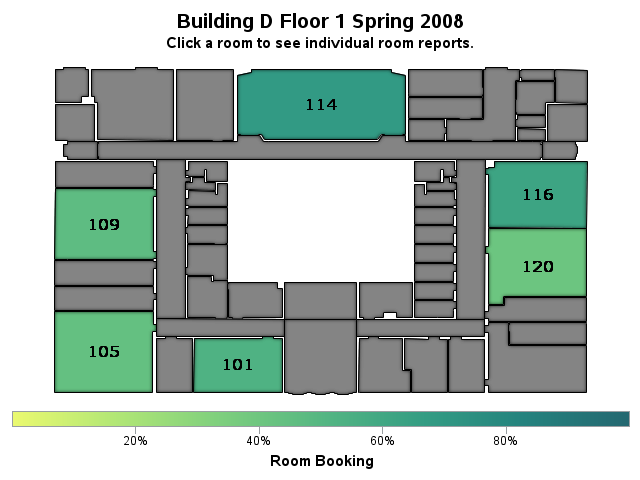 Building D Floor 1 Spring 2008
Click a room to see individual room reports.
114
116
109
120
105
101
20% 40% 60% 80%
Room Booking